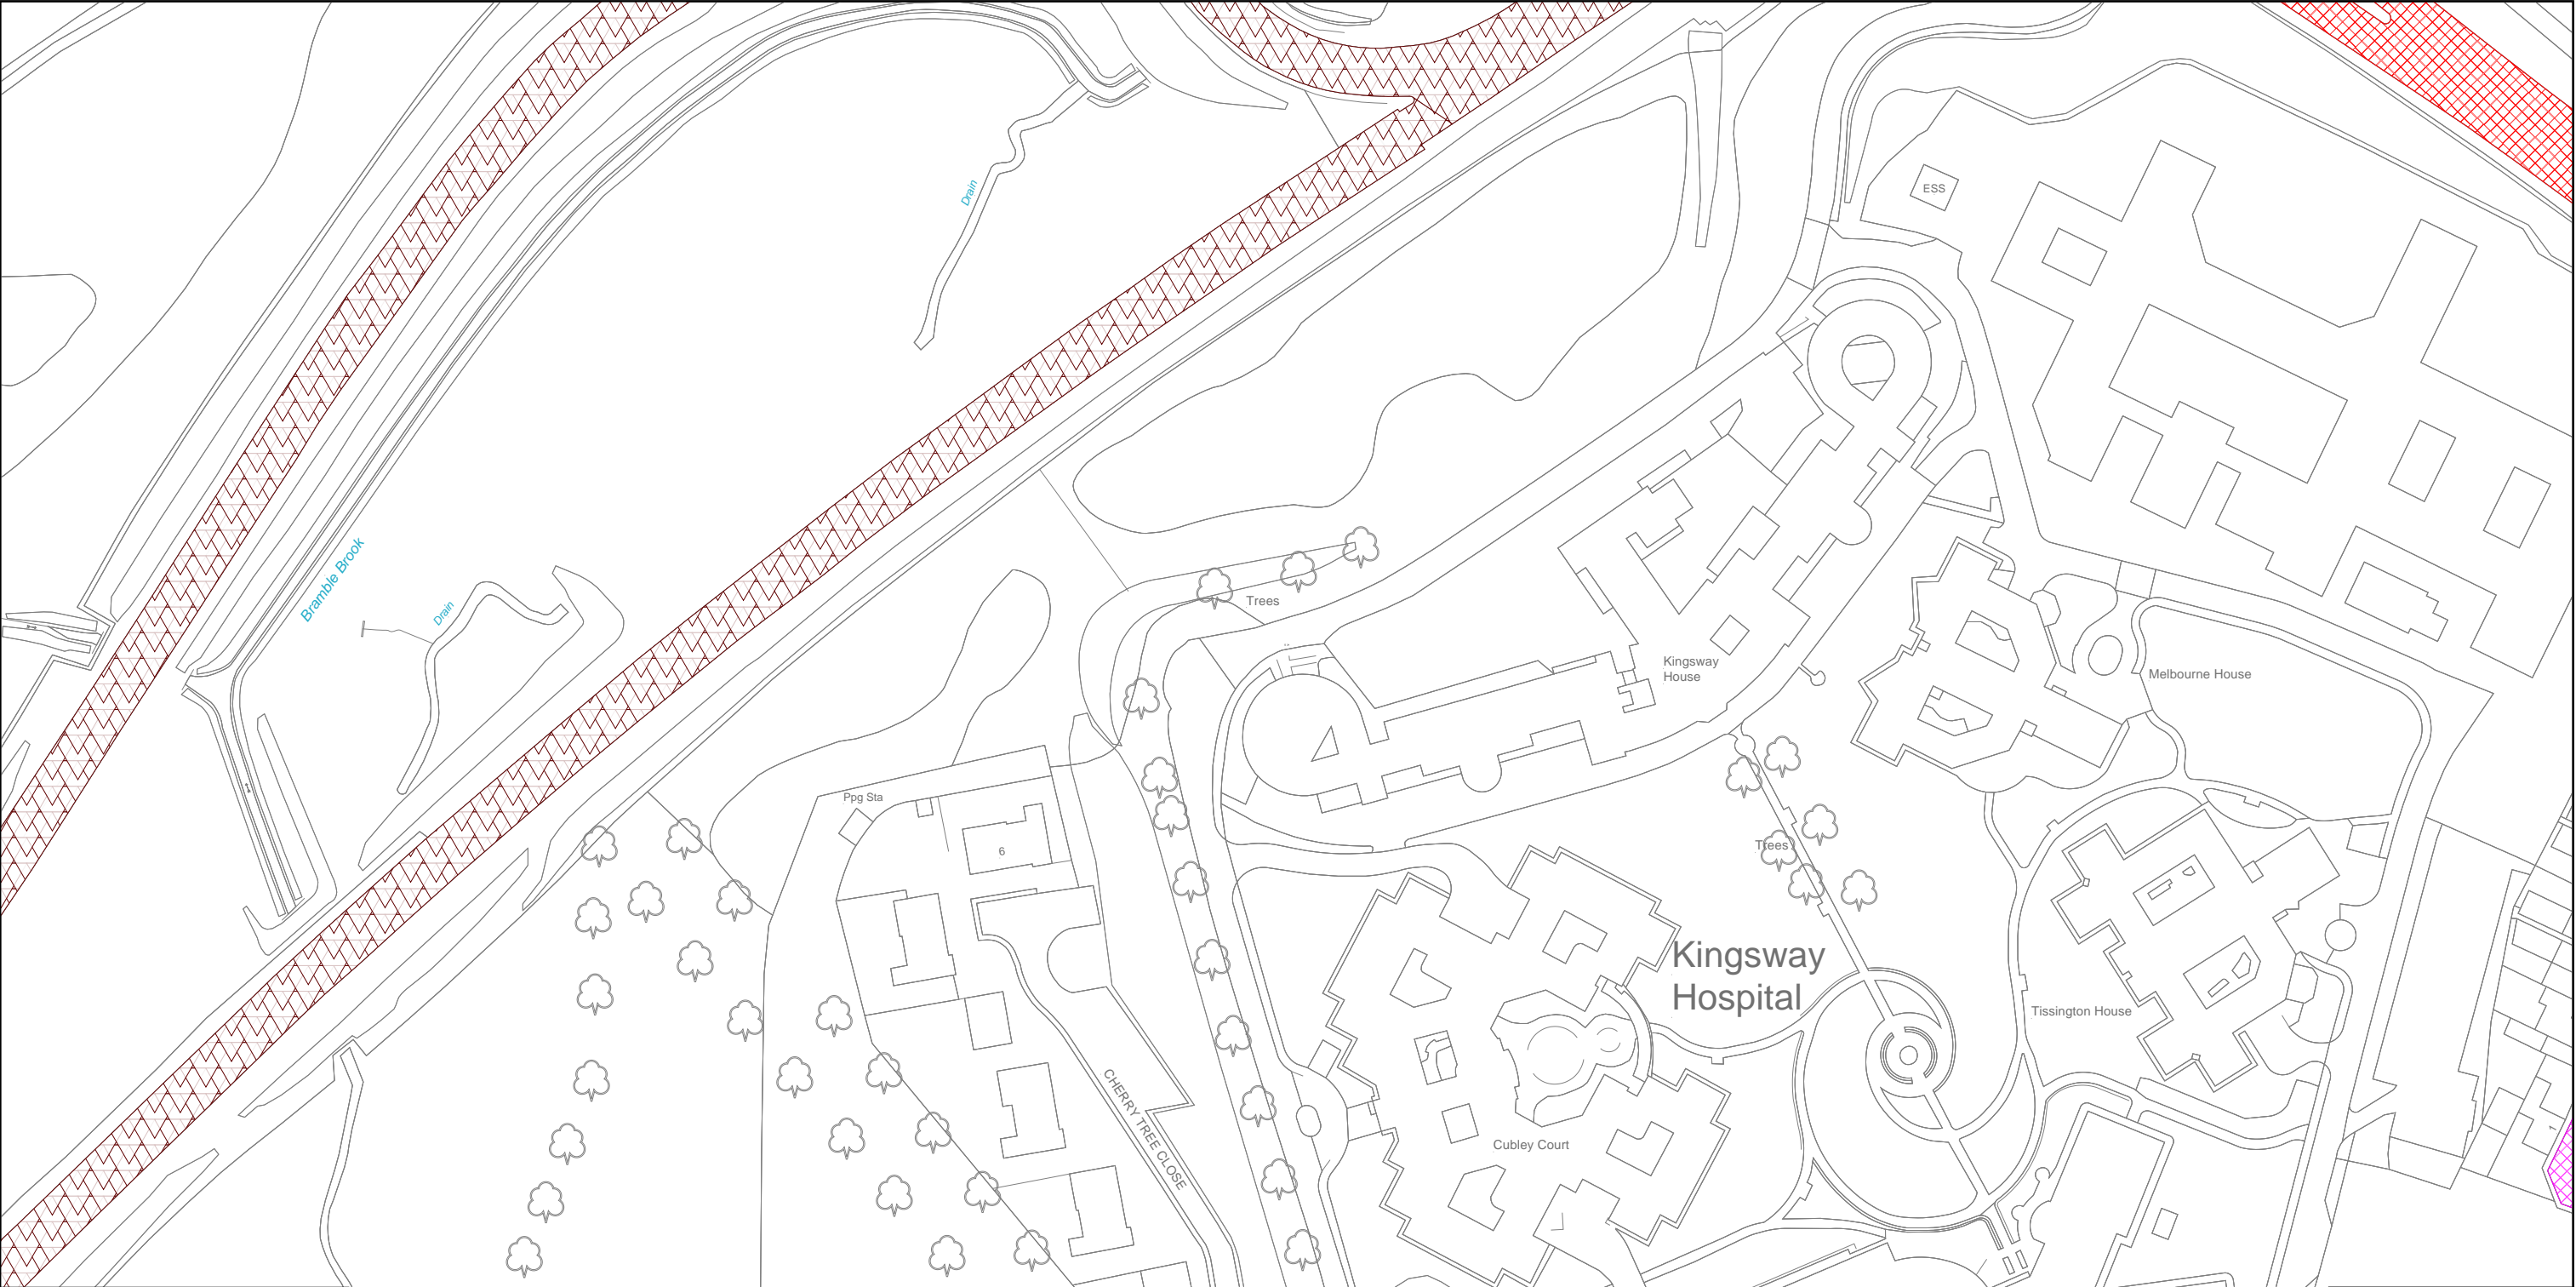 ESS
Drain
Bramble Brook
Drain
Trees
Kingsway
House
Melbourne House
Ppg Sta
6
Trees
Kingsway
Hospital
Tissington House
CHERRY TREE CLOSE
Cubley Court
1